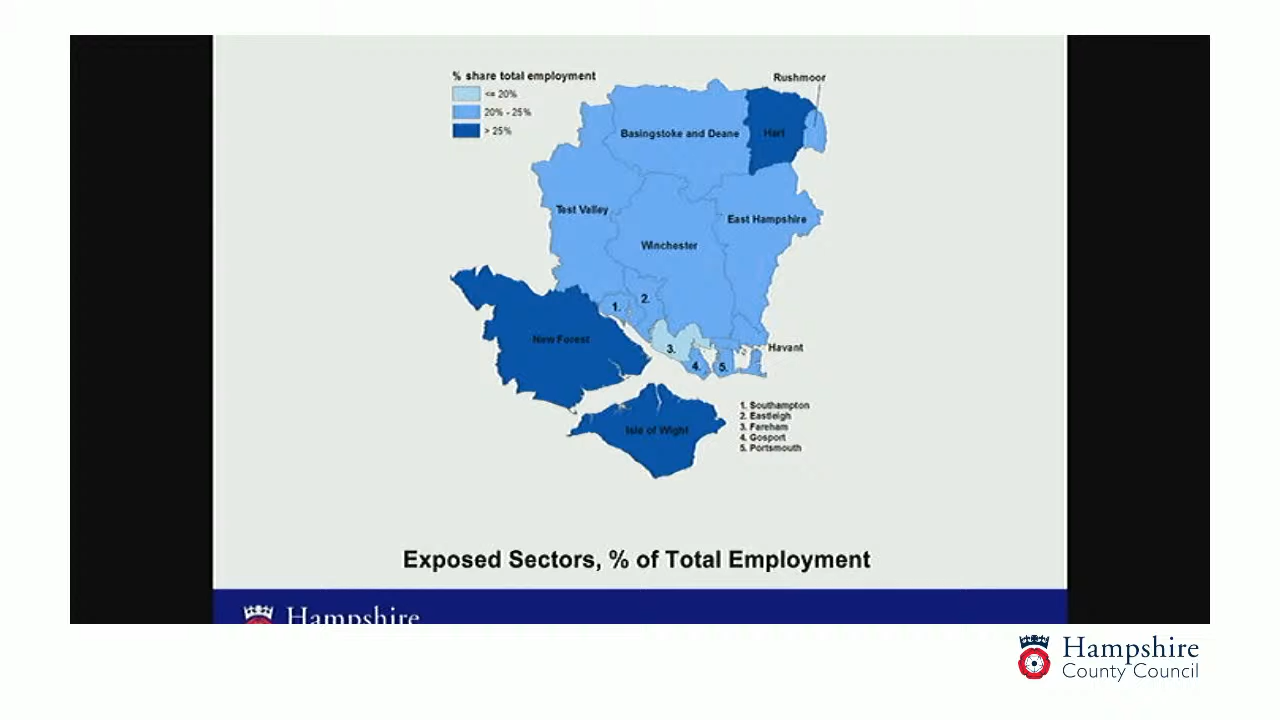 % share total employment
<= 20%
20% - 25%
> 25%
Rushmoor
Basingstoke and Deane
Hart
Test Valley
East Hampshire
Winchester
1.
2.
New Forest
3.
Havant
4.
5.
Isle of Wight
1. Southampton
2. Eastleigh
3. Fareham
4. Gosport
5. Portsmouth
Exposed Sectors, % of Total Employment
Hampshire
Hampshire
County Council